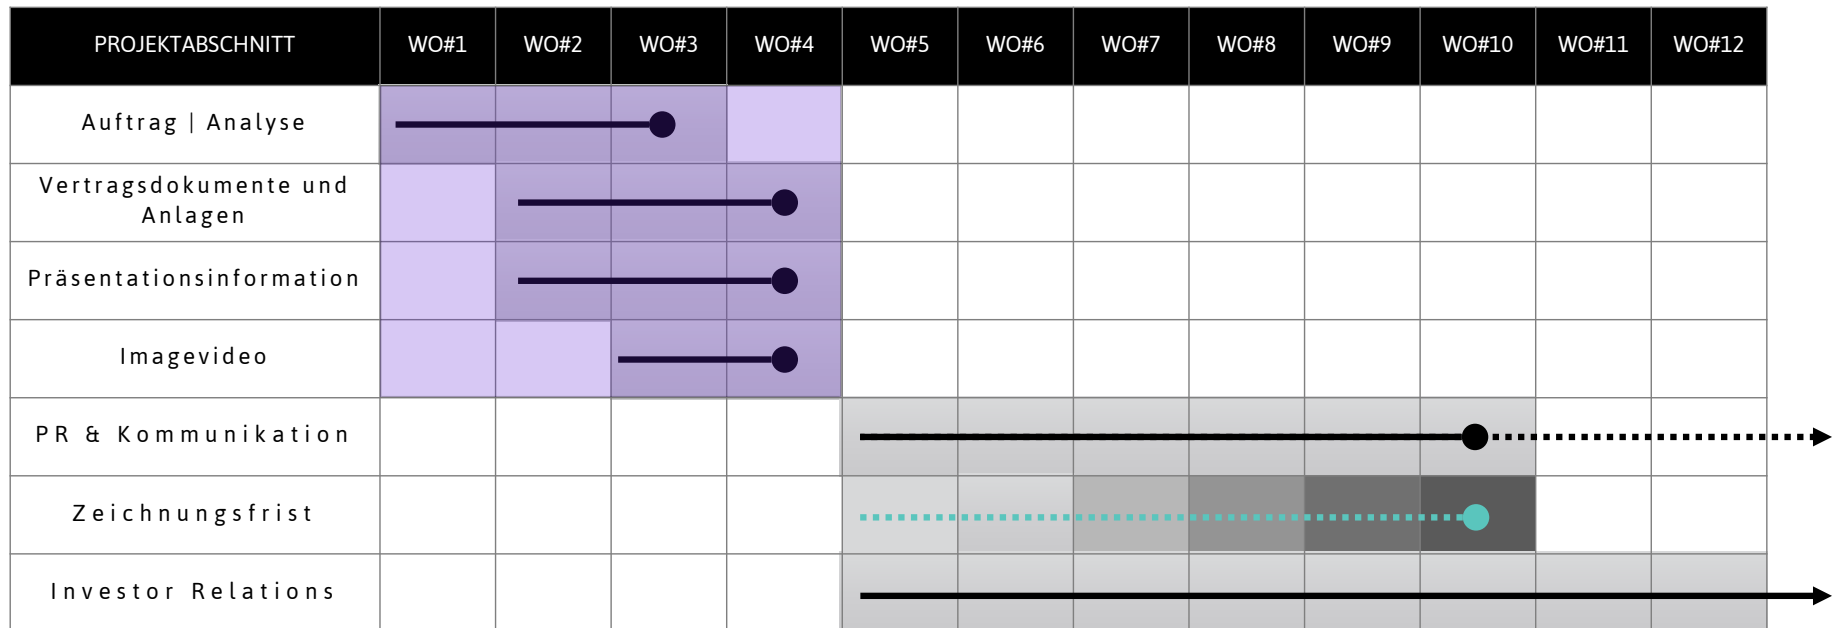 PROJEKTABSCHNITT WO#1 WO#2 WO#3 WO#4 WO#5 WO#6 WO#7 WO#8 WO#9 WO#10 WO#11 WO#12
Auftrag | Analyse
Vertragsdokumente und
Anlagen
Präsentationsinformation
Imagevideo
PR & Kommunikation
Zeichnungsfrist
Investor Relations